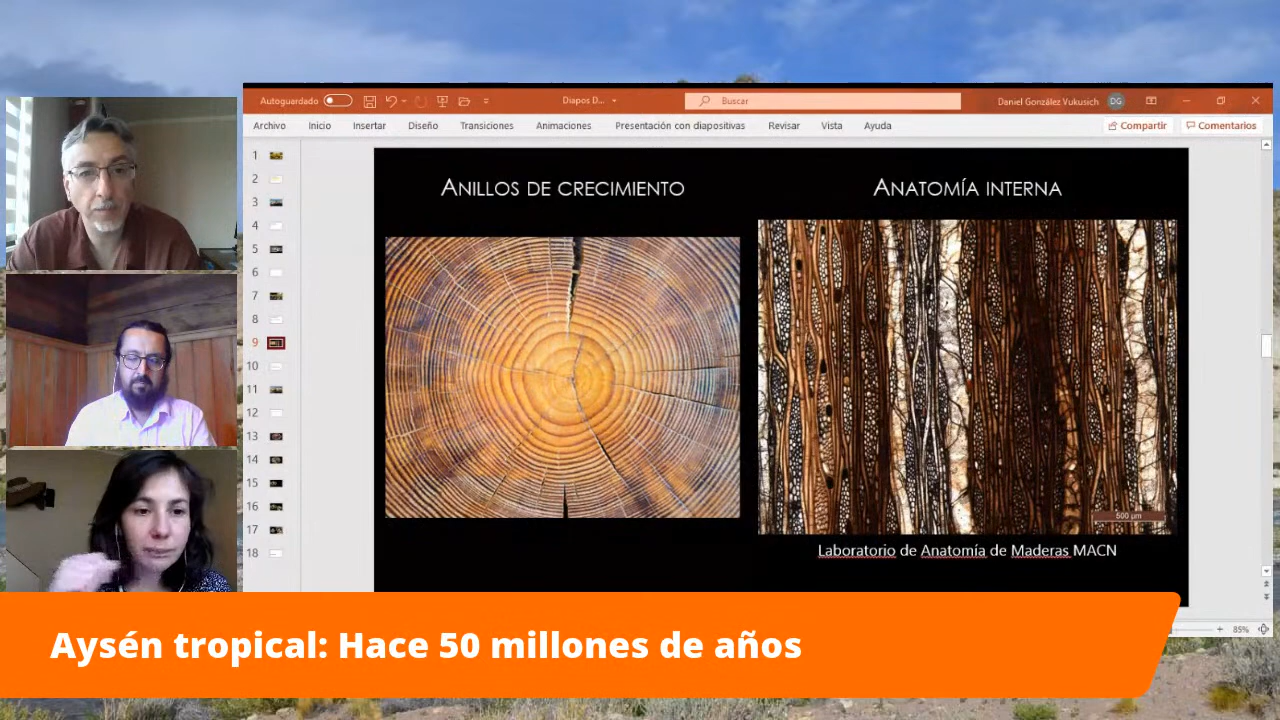 Autoguardado
Diapos D...
Buscar
Daniel González Vukusich
DG
Archivo
Inicio
Insertar
Diseño
Transiciones
Animaciones
Presentación con diapositivas
Revisar
Vista
Ayuda
Compartir
Comentarios
1
2
3
4
5
6
7
8
9
10
11
12
13
14
15
16
17
18
ANILLOS DE CRECIMIENTO
ANATOMÍA INTERNA
500 µm
Laboratorio de Anatomía de Maderas MACN
85%
Aysén tropical: Hace 50 millones de años